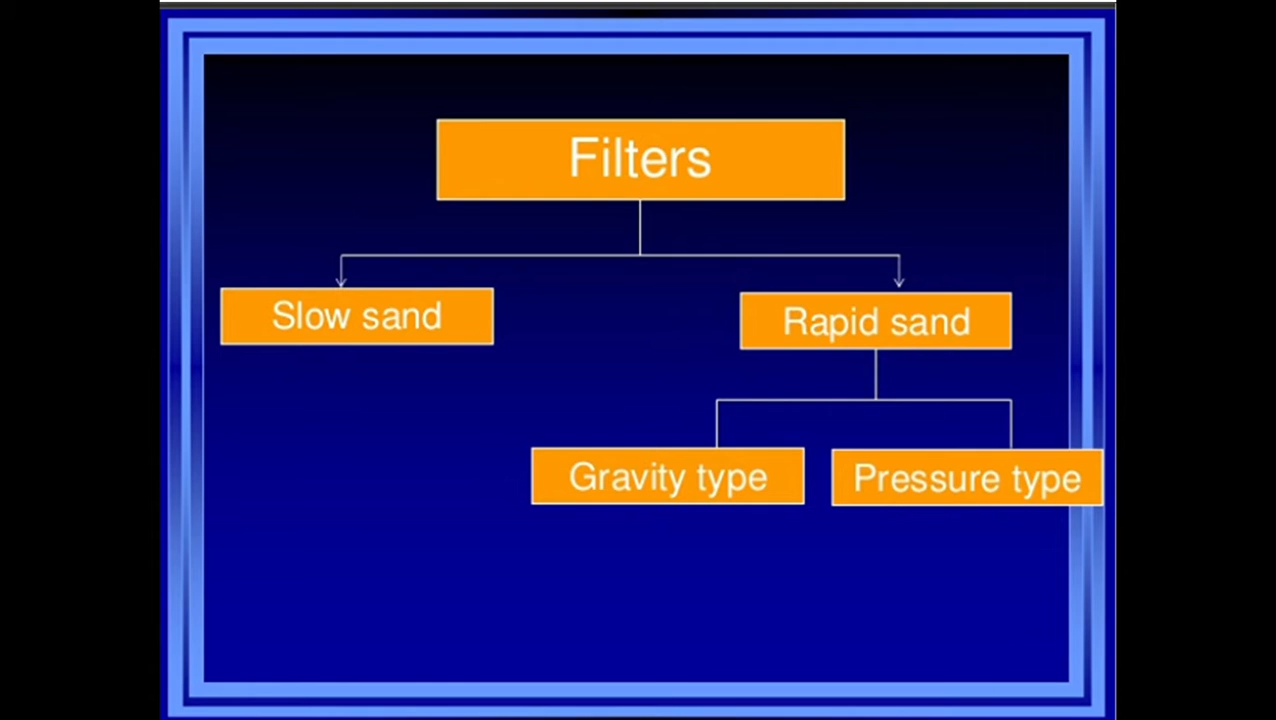 Filters
Slow sand
Rapid sand
Gravity type
Pressure type